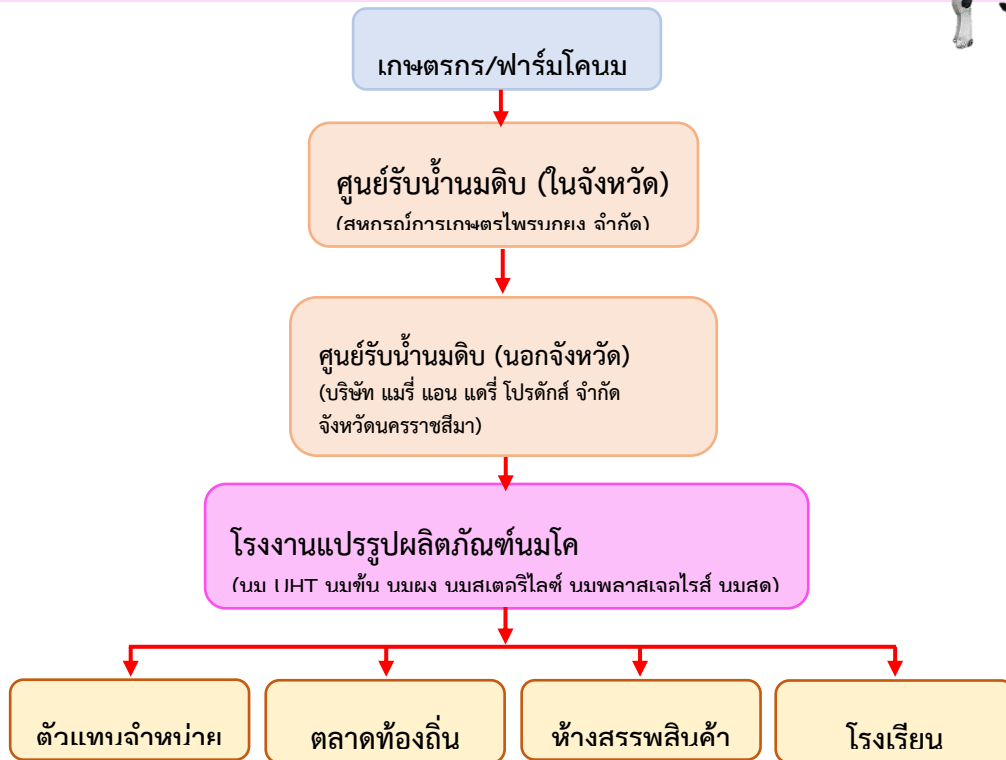 เกษตรกร/ฟาร์มโคนม
ศูนย์รับน้ำนมดิบ (ในจังหวัด)
(สหกรณ์การเกษตรไพรบกยูง จำกัด)
ศูนย์รับน้ำนมดิบ (นอกจังหวัด)
(บริษัท แมรี่ แอน แดรี่ โปรดักส์ จำกัด
จังหวัดนครราชสีมา)
โรงงานแปรรูปผลิตภัณฑ์นมโค
(นม UHT นมข้น นมผง นมสเตอริไลซ์ นมพลาสเจอไรส์ นมสด)
ตัวแทนจำหน่าย
ตลาดท้องถิ่น
ห้างสรรพสินค้า
โรงเรียน